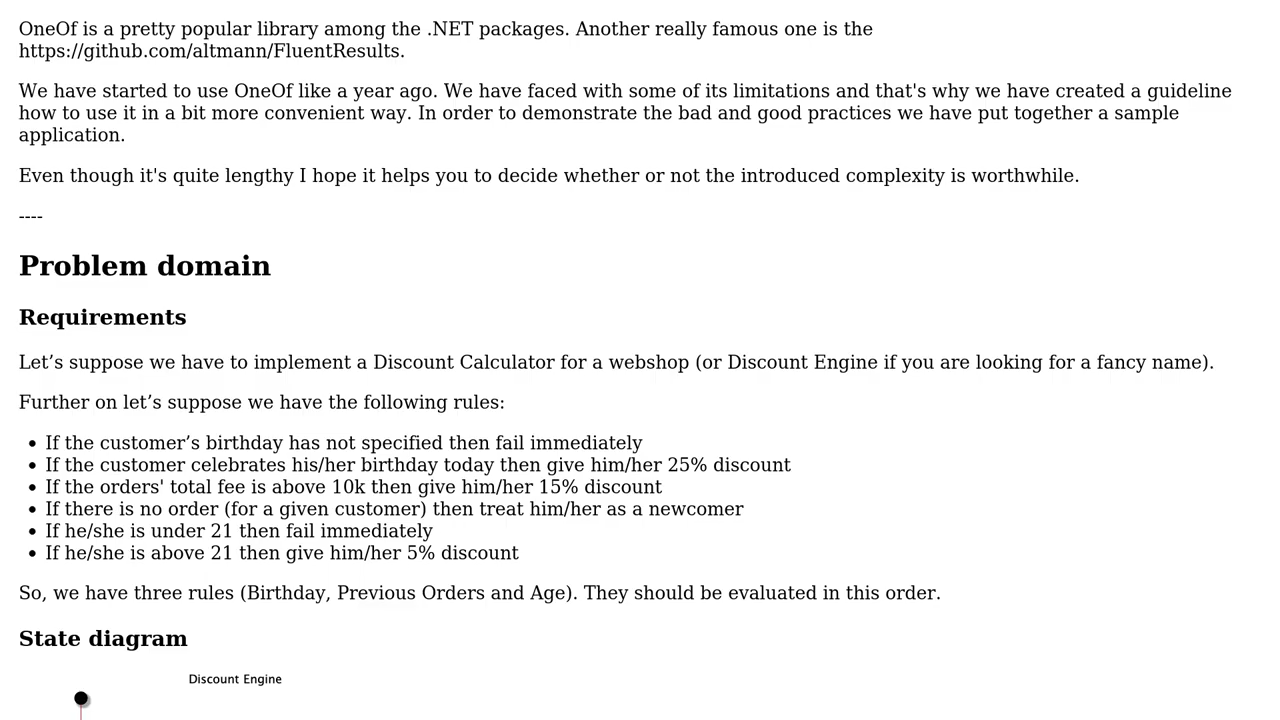 OneOf is a pretty popular library among the .NET packages. Another really famous one is the
https://github.com/altmann/FluentResults.
We have started to use OneOf like a year ago. We have faced with some of its limitations and that's why we have created a guideline
how to use it in a bit more convenient way. In order to demonstrate the bad and good practices we have put together a sample
application.
Even though it's quite lengthy I hope it helps you to decide whether or not the introduced complexity is worthwhile.
----
Problem domain
Requirements
Let’s suppose we have to implement a Discount Calculator for a webshop (or Discount Engine if you are looking for a fancy name).
Further on let’s suppose we have the following rules:
• If the customer’s birthday has not specified then fail immediately
• If the customer celebrates his/her birthday today then give him/her 25% discount
• If the orders' total fee is above 10k then give him/her 15% discount
• If there is no order (for a given customer) then treat him/her as a newcomer
• If he/she is under 21 then fail immediately
• If he/she is above 21 then give him/her 5% discount
So, we have three rules (Birthday, Previous Orders and Age). They should be evaluated in this order.
State diagram
Discount Engine